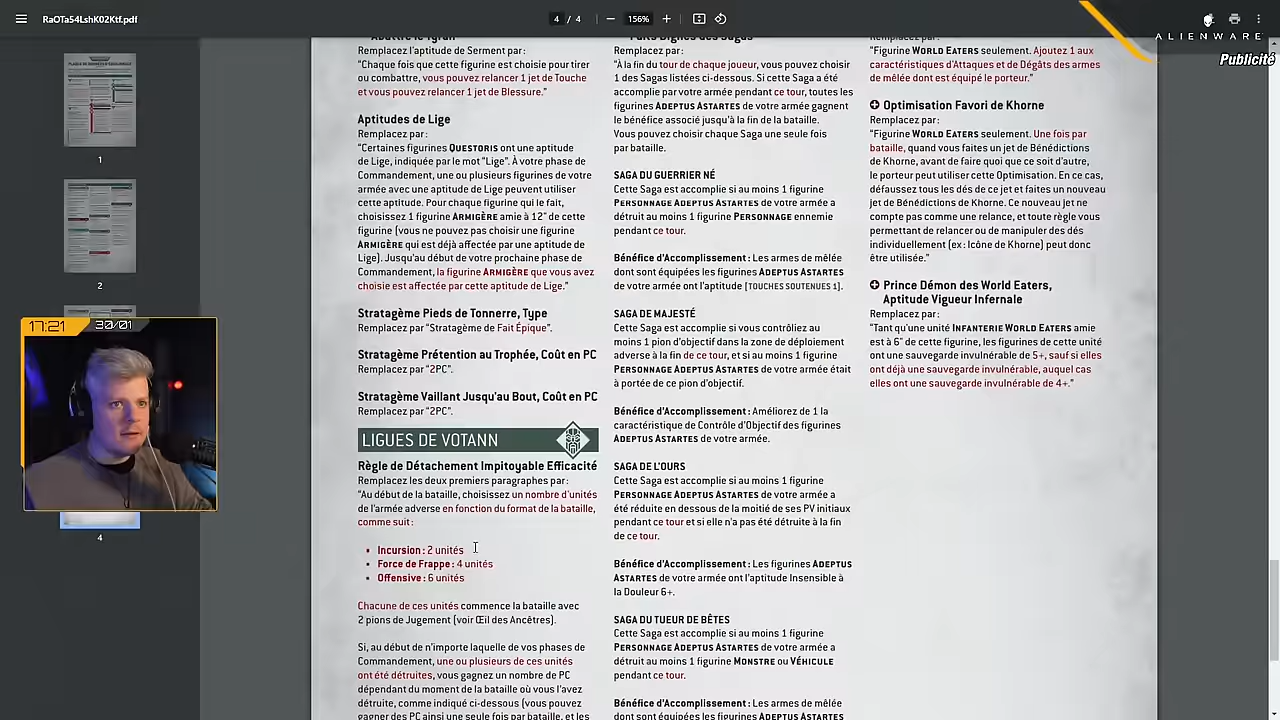 RaOTa54LshK02Ktf.pdf
4 / 4
156%
ALIENWARE
Publicité
1
2
4
17:21
30/01
Remplacez l'aptitude de Serment par:
"Chaque fois que cette figurine est choisie pour tirer
ou combattre, vous pouvez relancer 1 jet de Touche
et vous pouvez relancer 1 jet de Blessure."
Aptitudes de Lige
Remplacez par:
"Certaines figurines QUESTORIS ont une aptitude
de Lige, indiquée par le mot "Lige". À votre phase de
Commandement, une ou plusieurs figurines de votre
armée avec une aptitude de Lige peuvent utiliser
cette aptitude. Pour chaque figurine qui le fait,
choisissez 1 figurine ARMIGÈRE amie à 12" de cette
figurine (vous ne pouvez pas choisir une figurine
ARMIGÈRE qui est déjà affectée par une aptitude de
Lige). Jusqu'au début de votre prochaine phase de
Commandement, la figurine ARMIGÈRE que vous avez
choisie est affectée par cette aptitude de Lige."
Stratagème Pieds de Tonnerre, Type
Remplacez par "Stratagème de Fait Épique".
Stratagème Prétention au Trophée, Coût en PC
Remplacez par "2PC".
Stratagème Vaillant Jusqu'au Bout, Coût en PC
Remplacez par "2PC".
LIGUES DE VOTANN
Règle de Détachement Impitoyable Efficacité
Remplacez les deux premiers paragraphes par:
"Au début de la bataille, choisissez un nombre d'unités
de l'armée adverse en fonction du format de la bataille,
comme suit:
• Incursion : 2 unités
• Force de Frappe : 4 unités
• Offensive : 6 unités
Chacune de ces unités commence la bataille avec
2 pions de Jugement (voir Œil des Ancêtres).
Si, au début de n'importe laquelle de vos phases de
Commandement, une ou plusieurs de ces unités
ont été détruites, vous gagnez un nombre de PC
dépendant du moment de la bataille où vous l'avez
détruite, comme indiqué ci-dessous (vous pouvez
gagner des PC ainsi une seule fois par bataille, et les
Faits Dignes des Sagas
Remplacez par:
"À la fin du tour de chaque joueur, vous pouvez choisir
1 des Sagas listées ci-dessous. Si cette Saga a été
accomplie par votre armée pendant ce tour, toutes les
figurines ADEPTUS ASTARTES de votre armée gagnent
le bénéfice associé jusqu'à la fin de la bataille.
Vous pouvez choisir chaque Saga une seule fois
par bataille.
SAGA DU GUERRIER NÉ
Cette Saga est accomplie si au moins 1 figurine
PERSONNAGE ADEPTUS ASTARTES de votre armée a
détruit au moins 1 figurine PERSONNAGE ennemie
pendant ce tour.
Bénéfice d'Accomplissement : Les armes de mêlée
dont sont équipées les figurines ADEPTUS ASTARTES
de votre armée ont l'aptitude [TOUCHES SOUTENUES 1].
SAGA DE MAJESTÉ
Cette Saga est accomplie si vous contrôliez au
moins 1 pion d'objectif dans la zone de déploiement
adverse à la fin de ce tour, et si au moins 1 figurine
PERSONNAGE ADEPTUS ASTARTES de votre armée était
à portée de ce pion d'objectif.
Bénéfice d'Accomplissement : Améliorez de 1 la
caractéristique de Contrôle d'Objectif des figurines
ADEPTUS ASTARTES de votre armée.
SAGA DE L'OURS
Cette Saga est accomplie si au moins 1 figurine
PERSONNAGE ADEPTUS ASTARTES de votre armée a
été réduite en dessous de la moitié de ses PV initiaux
pendant ce tour et si elle n'a pas été détruite à la fin
de ce tour.
Bénéfice d'Accomplissement : Les figurines ADEPTUS
ASTARTES de votre armée ont l'aptitude Insensible à
la Douleur 6+.
SAGA DU TUEUR DE BÊTES
Cette Saga est accomplie si au moins 1 figurine
PERSONNAGE ADEPTUS ASTARTES de votre armée a
détruit au moins 1 figurine MONSTRE ou VÉHICULE
pendant ce tour.
Bénéfice d'Accomplissement : Les armes de mêlée
dont sont équipées les figurines ADEPTUS ASTARTES
Remplacez par:
"Figurine WORLD EATERS seulement. Ajoutez 1 aux
caractéristiques d'Attaques et de Dégâts des armes
de mêlée dont est équipé le porteur."
Optimisation Favori de Khorne
Remplacez par:
"Figurine WORLD EATERS seulement. Une fois par
bataille, quand vous faites un jet de Bénédictions
de Khorne, avant de faire quoi que ce soit d'autre,
le porteur peut utiliser cette Optimisation. En ce cas,
défaussez tous les dés de ce jet et faites un nouveau
jet de Bénédictions de Khorne. Ce nouveau jet ne
compte pas comme une relance, et toute règle vous
permettant de relancer ou de manipuler des dés
individuellement (ex : Icône de Khorne) peut donc
être utilisée."
Prince Démon des World Eaters,
Aptitude Vigueur Infernale
Remplacez par:
"Tant qu'une unité INFANTERIE WORLD EATERS amie
est à 6" de cette figurine, les figurines de cette unité
ont une sauvegarde invulnérable de 5+, sauf si elles
ont déjà une sauvegarde invulnérable, auquel cas
elles ont une sauvegarde invulnérable de 4+."